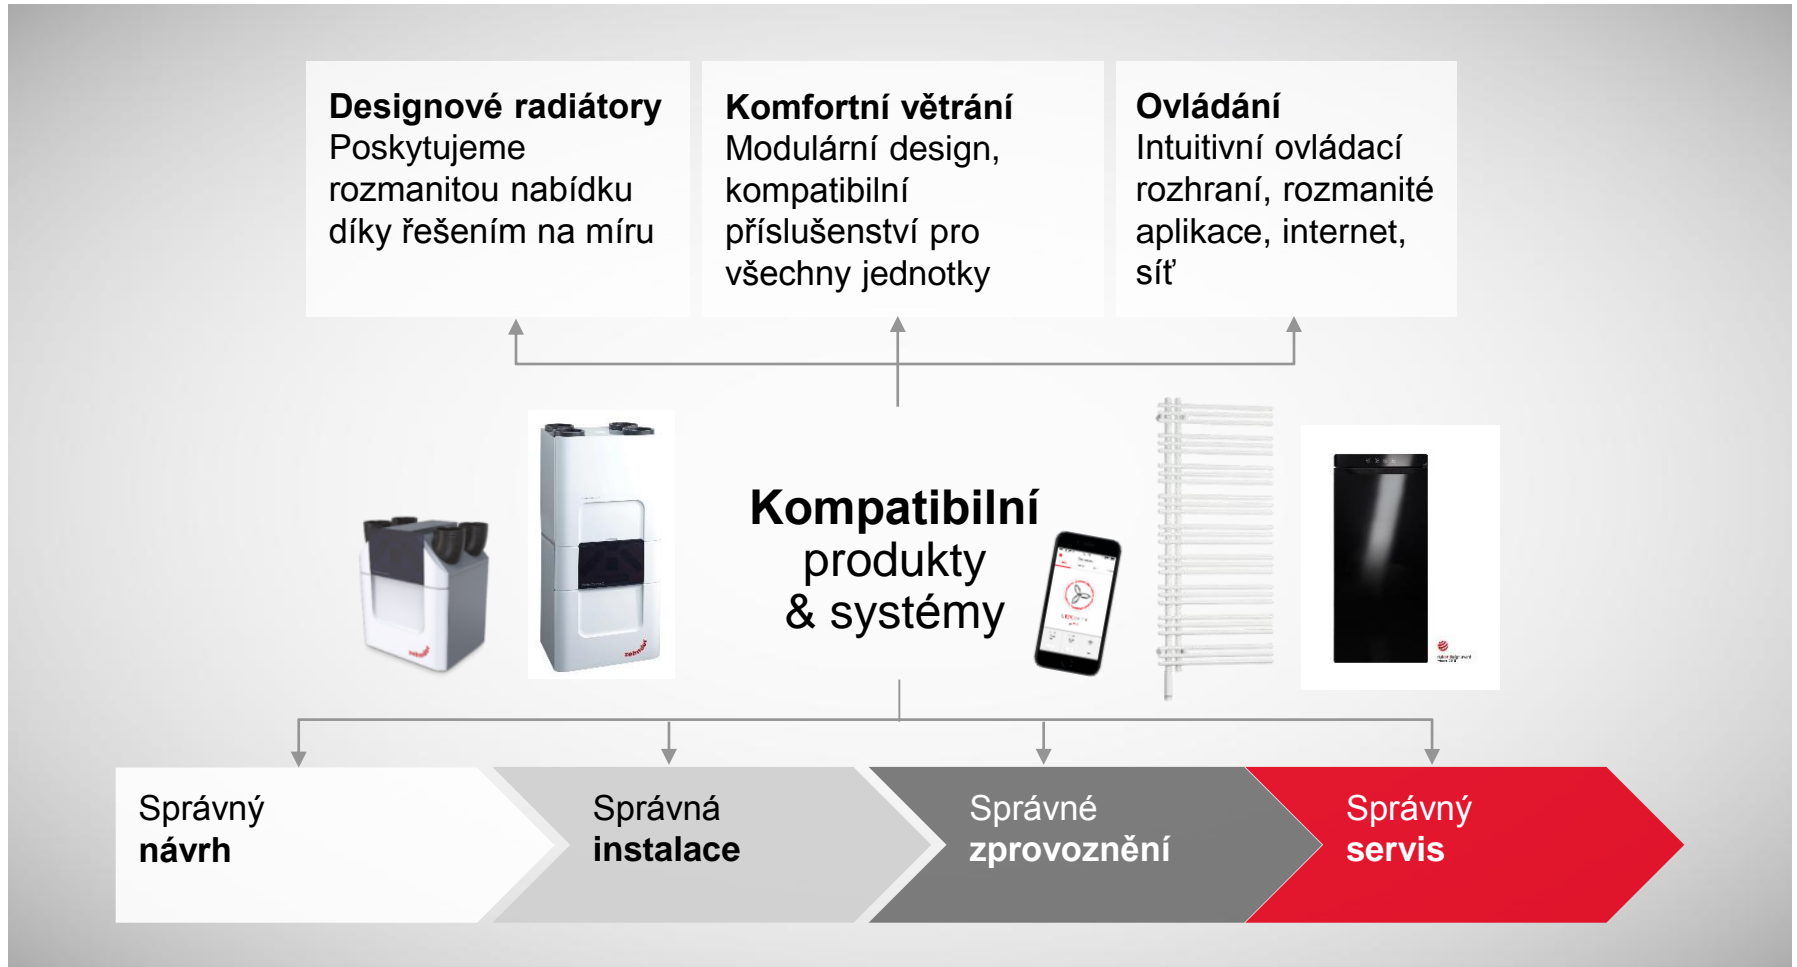 Designové radiátory
Poskytujeme
rozmanitou nabídku
díky řešením na míru
Komfortní větrání
Modulární design,
kompatibilní
příslušenství pro
všechny jednotky
Ovládání
Intuitivní ovládací
rozhraní, rozmanité
aplikace, internet,
síť
Kompatibilní
produkty
& systémy
Správný
návrh
Správná
instalace
Správné
zprovoznění
Správný
servis